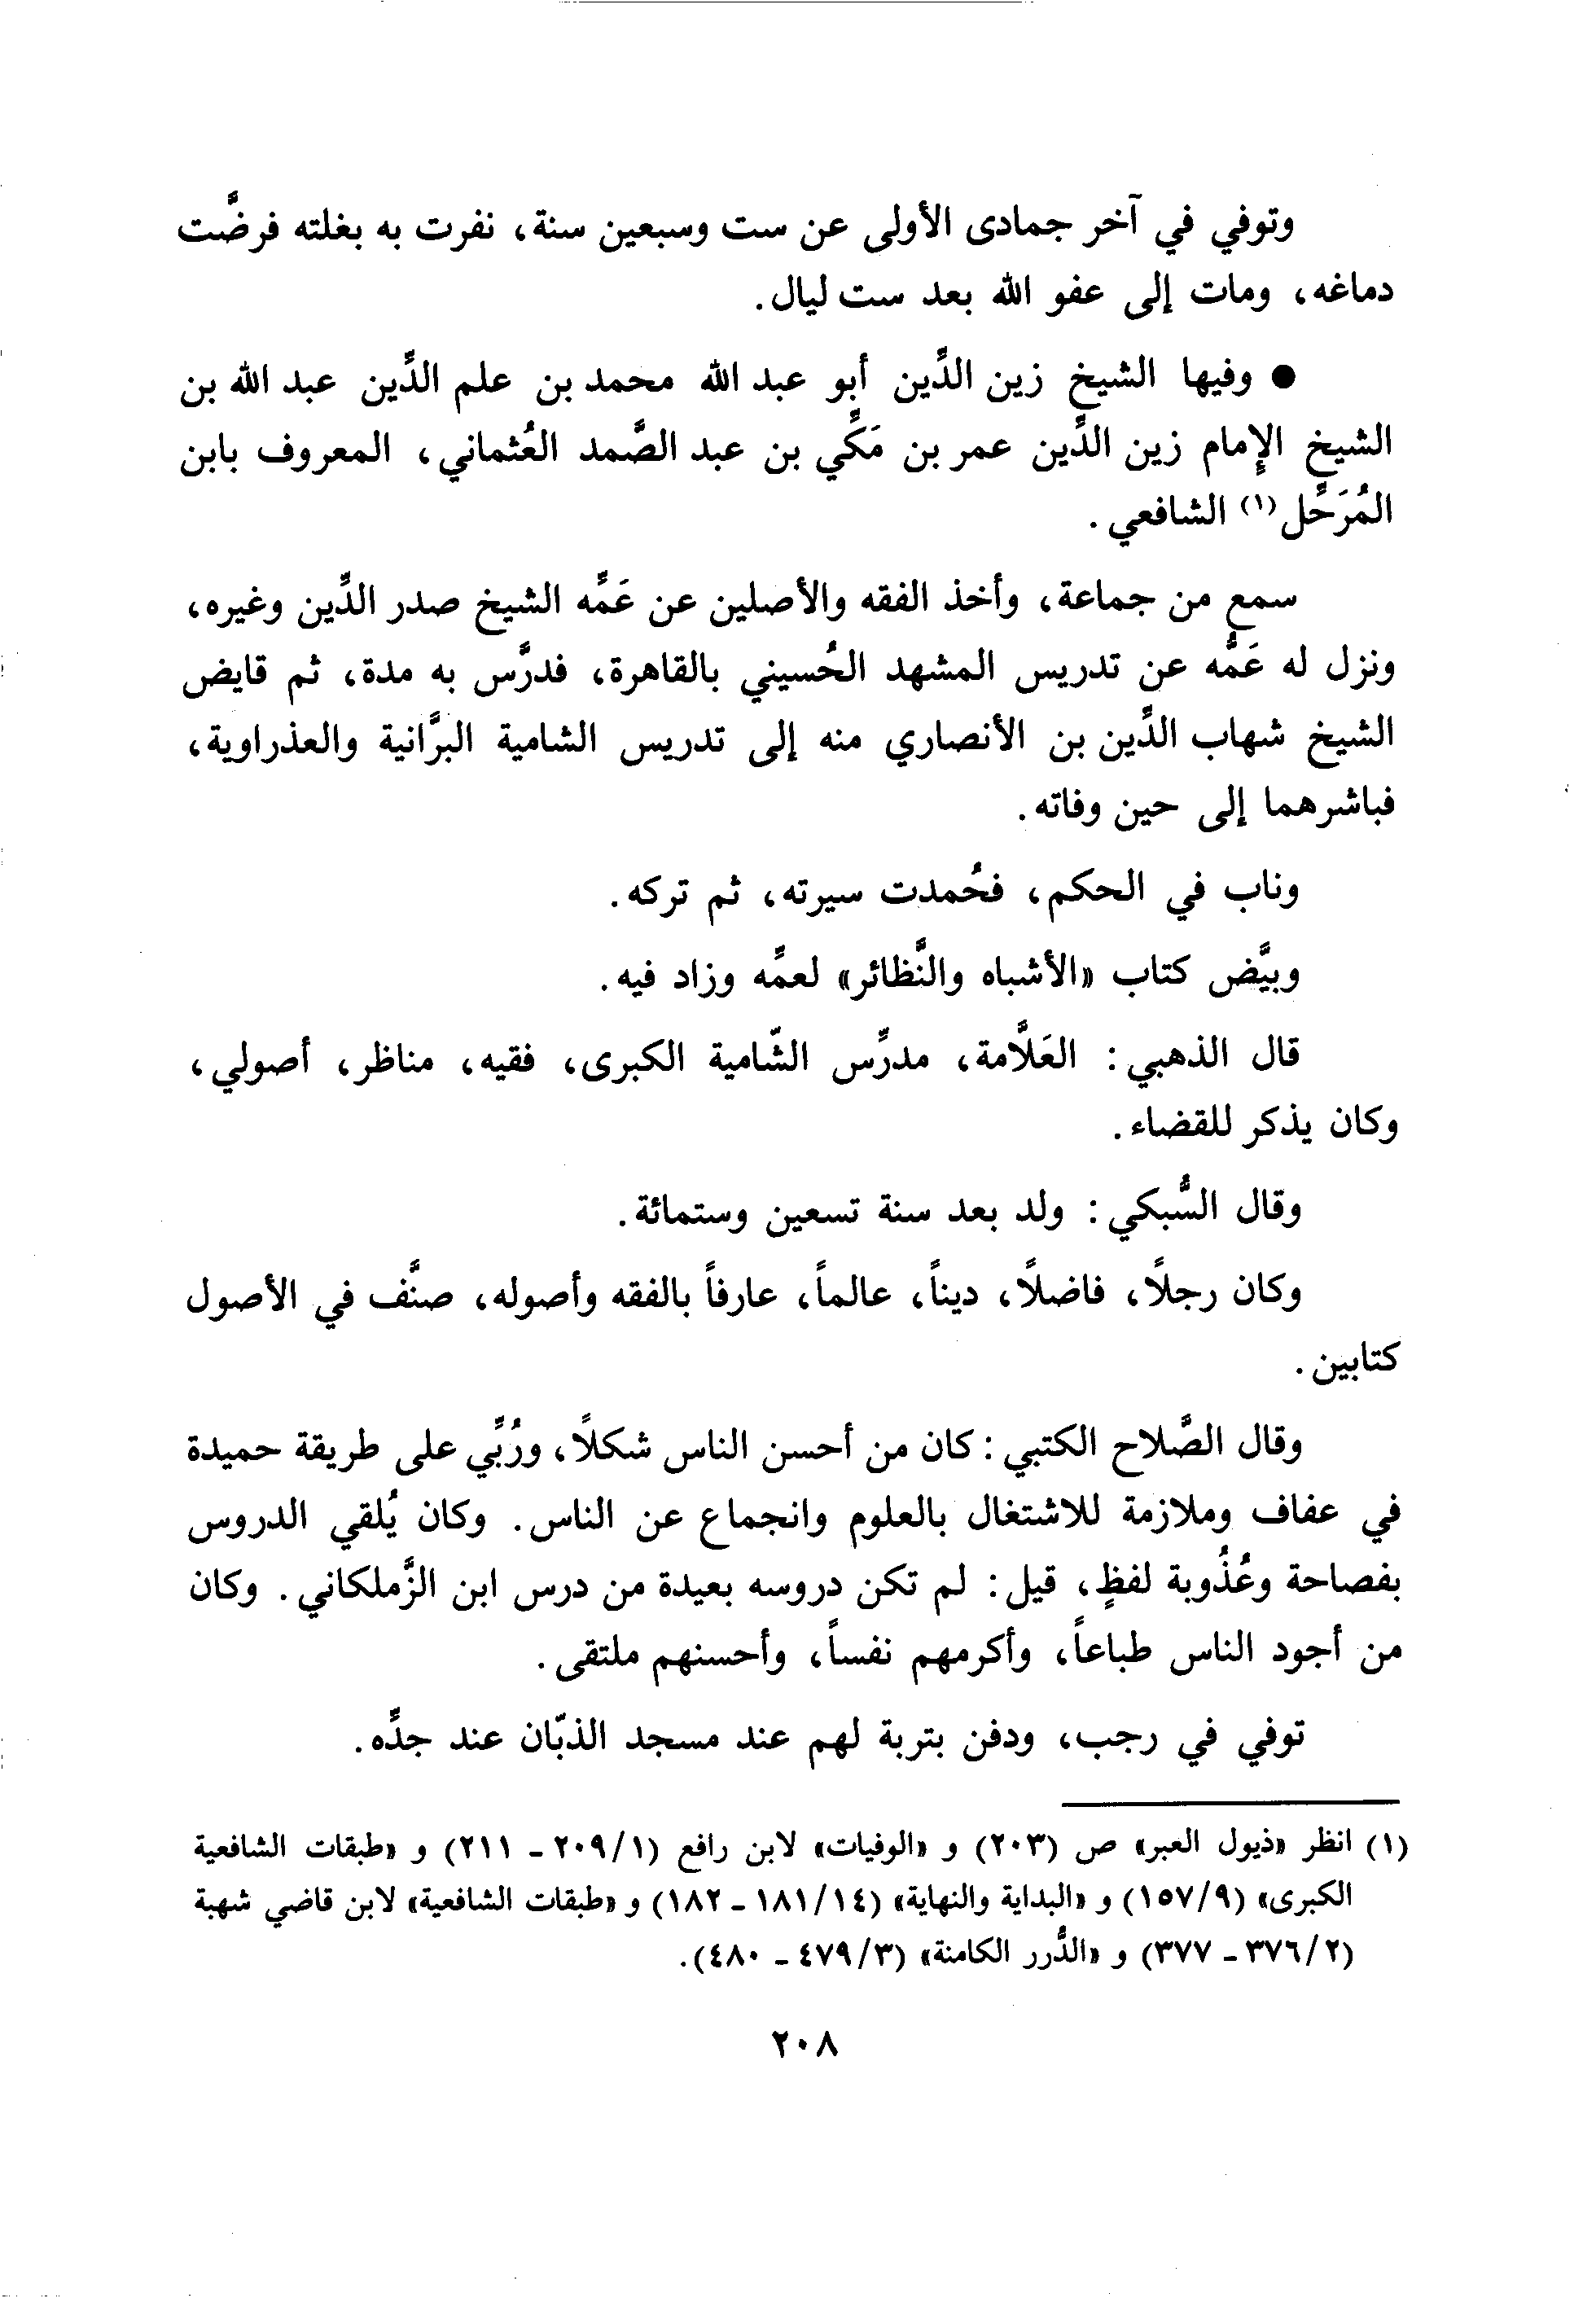 وتوفي في آخر جمادى الأولى عن ست وسبعين سنة، نفرت به بغلته فرضَّت
دماغه، ومات إلى عفو الله بعد ست ليال.
● وفيها الشيخ زين الدِّين أبو عبد الله محمد بن علم الدِّين عبد الله بن
الشيخ الإِمام زين الدِّين عمر بن مَكِّي بن عبد الصَّمد العُثماني، المعروف بابن
المُرَحِّل(١) الشافعي.
سمع من جماعة، وأخذ الفقه والأصلين عن عَمِّه الشيخ صدر الدِّين وغيره،
ونزل له عَمُّه عن تدريس المشهد الحُسيني بالقاهرة، فدرَّس به مدة، ثم قايض
الشيخ شهاب الدِّين بن الأنصاري منه إلى تدريس الشامية البرَّانية والعذراوية،
فباشرهما إلى حين وفاته.
وناب في الحكم، فحُمدت سيرته، ثم تركه.
وبيَّض كتاب «الأشباه والنَّظائر» لعمِّه وزاد فيه.
قال الذهبي: العَلَّامة، مدرِّس الشّامية الكبرى، فقيه، مناظر، أصولي،
وكان يذكر للقضاء.
وقال السُّبكي: ولد بعد سنة تسعين وستمائة.
وكان رجلًا، فاضلًا، ديناً، عالماً، عارفاً بالفقه وأصوله، صنَّف في الأصول
كتابين.
وقال الصَّلاح الكتبي: كان من أحسن الناس شكلًا، ورُبِّي على طريقة حميدة
في عفاف وملازمة للاشتغال بالعلوم وانجماع عن الناس. وكان يُلقي الدروس
بفصاحة وعُذُوبة لفظٍ، قيل: لم تكن دروسه بعيدة من درس ابن الزَّملكاني. وكان
من أجود الناس طباعاً، وأكرمهم نفساً، وأحسنهم ملتقى.
توفي في رجب، ودفن بتربة لهم عند مسجد الذبّان عند جدِّه.
(١) انظر «ذيول العبر» ص (٢٠٣) و «الوفيات» لابن رافع (١/٢٠٩ ـ ٢١١) و «طبقات الشافعية
الكبرى» (٩/١٥٧) و «البداية والنهاية» (١٤/١٨١ ـ ١٨٢) و «طبقات الشافعية» لابن قاضي شهبة
(٢/٣٧٦ ـ ٣٧٧) و «الدُّرر الكامنة» (٣/٤٧٩ ـ ٤٨٠).
٢٠٨